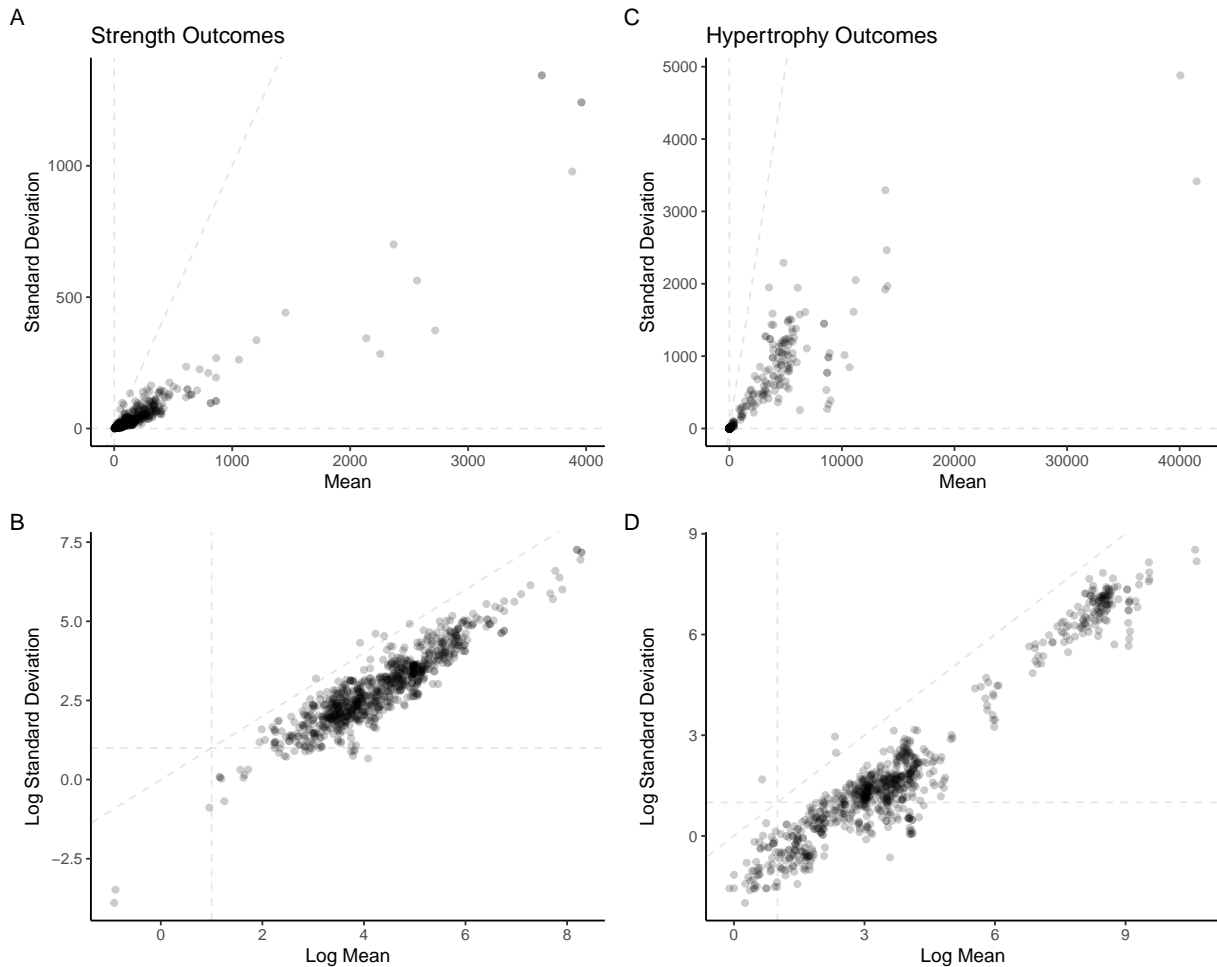 A
Strength Outcomes
1000
500
0
Standard Deviation
0 1000 2000 3000 4000
Mean
C
Hypertrophy Outcomes
5000
4000
3000
2000
1000
0
Standard Deviation
0 10000 20000 30000 40000
Mean
B
7.5
5.0
2.5
0.0
−2.5
Log Standard Deviation
0 2 4 6 8
Log Mean
D
9
6
3
0
Log Standard Deviation
0 3 6 9
Log Mean